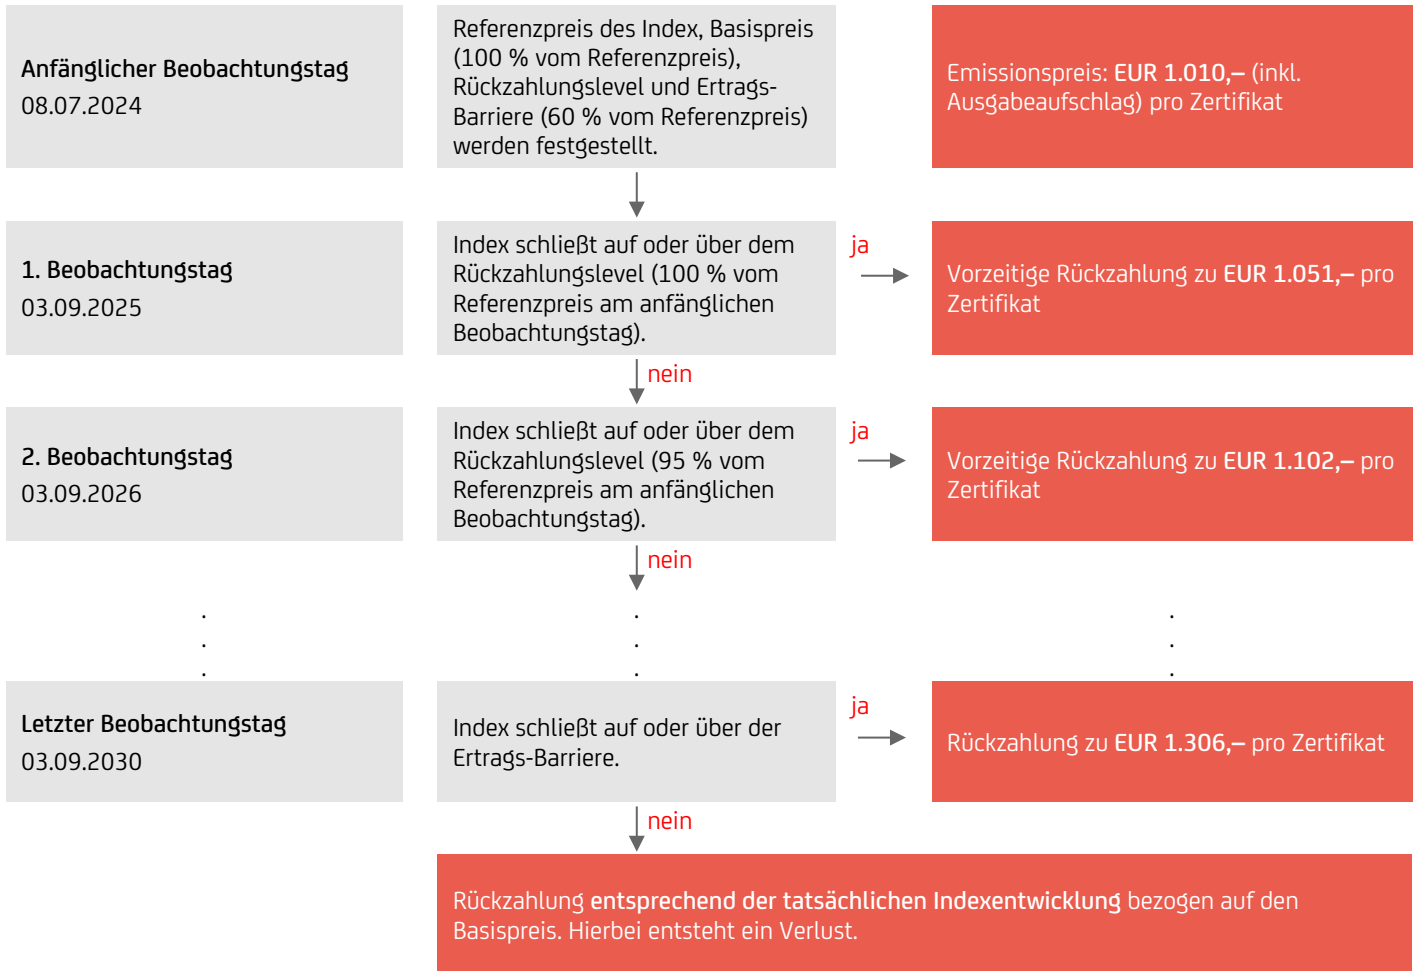 Anfänglicher Beobachtungstag
08.07.2024
Referenzpreis des Index, Basispreis
(100 % vom Referenzpreis),
Rückzahlungslevel und Ertrags-
Barriere (60 % vom Referenzpreis)
werden festgestellt.
Emissionspreis: EUR 1.010,– (inkl.
Ausgabeaufschlag) pro Zertifikat
1. Beobachtungstag
03.09.2025
Index schließt auf oder über dem
Rückzahlungslevel (100 % vom
Referenzpreis am anfänglichen
Beobachtungstag).
ja
Vorzeitige Rückzahlung zu EUR 1.051,– pro
Zertifikat
nein
2. Beobachtungstag
03.09.2026
Index schließt auf oder über dem
Rückzahlungslevel (95 % vom
Referenzpreis am anfänglichen
Beobachtungstag).
ja
Vorzeitige Rückzahlung zu EUR 1.102,– pro
Zertifikat
nein
. . .
. . .
. . .
Letzter Beobachtungstag
03.09.2030
Index schließt auf oder über der
Ertrags-Barriere.
ja
Rückzahlung zu EUR 1.306,– pro Zertifikat
nein
Rückzahlung entsprechend der tatsächlichen Indexentwicklung bezogen auf den
Basispreis. Hierbei entsteht ein Verlust.